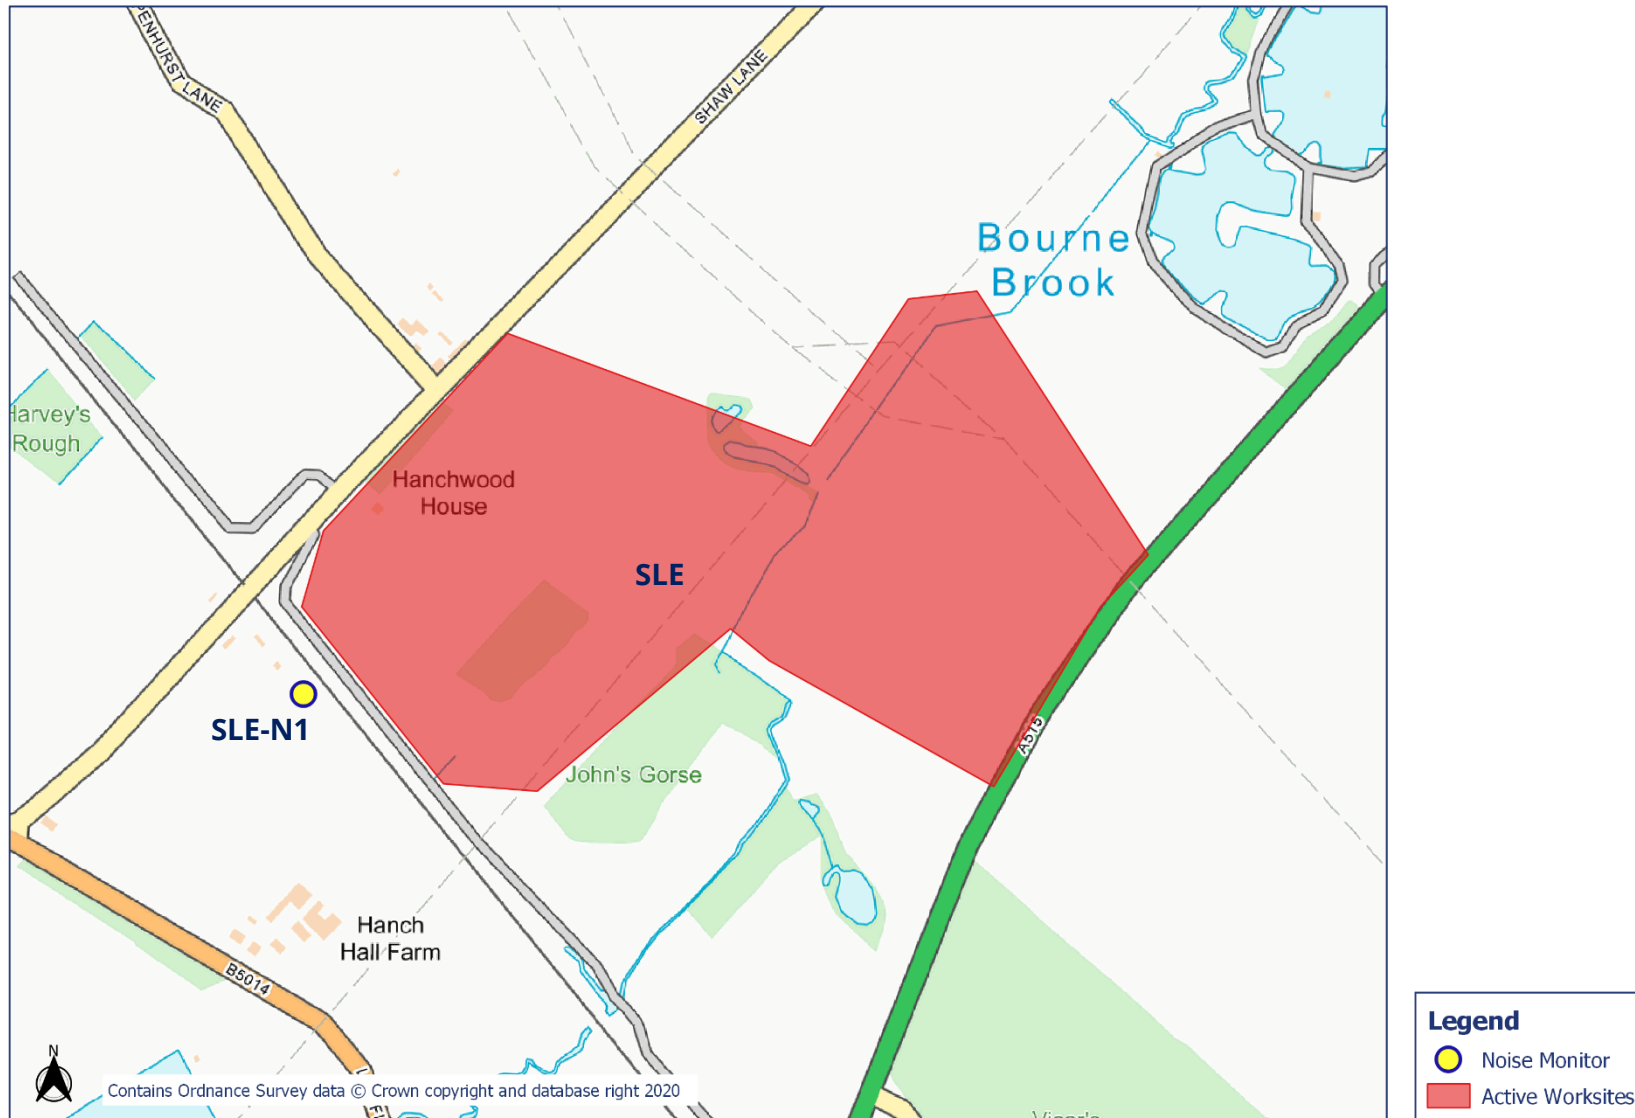 PENHURST LANE
SHAW LANE
Bourne
Brook
Harvey's
Rough
Hanchwood
House
SLE
SLE-N1
A515
John's Gorse
Hanch
Hall Farm
B5014
N
Contains Ordnance Survey data © Crown copyright and database right 2020
Legend
Noise Monitor
Active Worksites